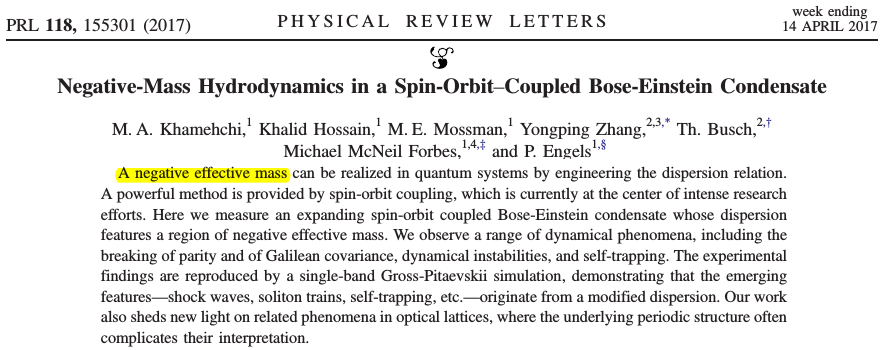 PRL 118, 155301 (2017) PHYSICAL REVIEW LETTERS week ending 14 APRIL 2017
Negative-Mass Hydrodynamics in a Spin-Orbit–Coupled Bose-Einstein Condensate
M. A. Khamehchi,1 Khalid Hossain,1 M. E. Mossman,1 Yongping Zhang,2,3,* Th. Busch,2,†
Michael McNeil Forbes,1,4,‡ and P. Engels1,§
A negative effective mass can be realized in quantum systems by engineering the dispersion relation.
A powerful method is provided by spin-orbit coupling, which is currently at the center of intense research
efforts. Here we measure an expanding spin-orbit coupled Bose-Einstein condensate whose dispersion
features a region of negative effective mass. We observe a range of dynamical phenomena, including the
breaking of parity and of Galilean covariance, dynamical instabilities, and self-trapping. The experimental
findings are reproduced by a single-band Gross-Pitaevskii simulation, demonstrating that the emerging
features—shock waves, soliton trains, self-trapping, etc.—originate from a modified dispersion. Our work
also sheds new light on related phenomena in optical lattices, where the underlying periodic structure often
complicates their interpretation.